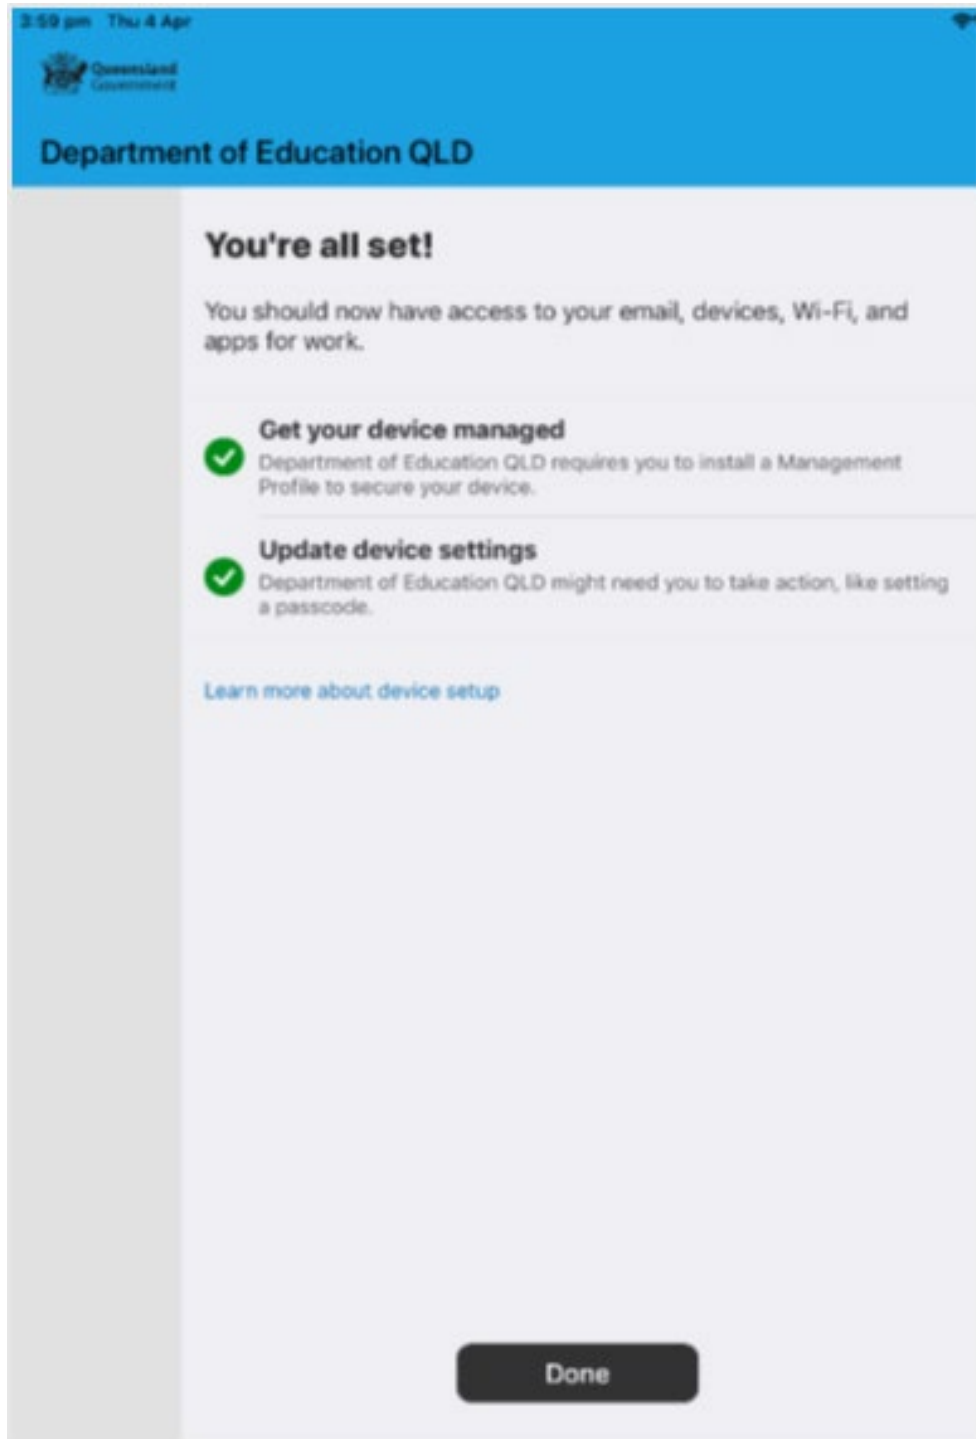 3:59 pm Thu 4 Apr
Queensland
Government
Department of Education QLD
You're all set!
You should now have access to your email, devices, Wi-Fi, and
apps for work.
Get your device managed
Department of Education QLD requires you to install a Management
Profile to secure your device.
Update device settings
Department of Education QLD might need you to take action, like setting
a passcode.
Learn more about device setup
Done